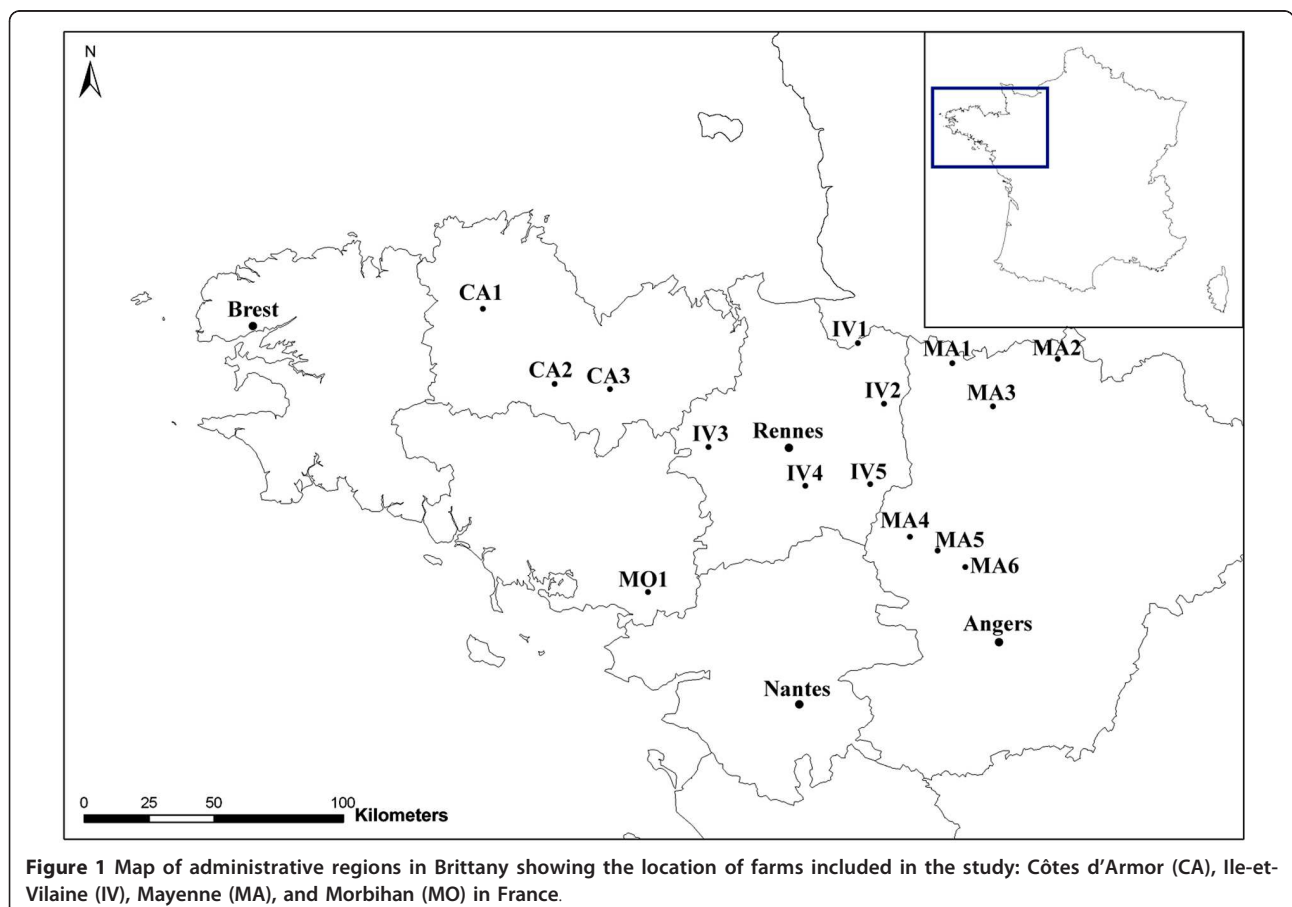 N
CA1
Brest
IV1
MA1
MA2
CA2
CA3
IV2
MA3
IV3
Rennes
IV4
IV5
MA4
MA5
MA6
MO1
Angers
Nantes
0 25 50 100
Kilometers
Figure 1 Map of administrative regions in Brittany showing the location of farms included in the study: Côtes d'Armor (CA), Ile-et-
Vilaine (IV), Mayenne (MA), and Morbihan (MO) in France.